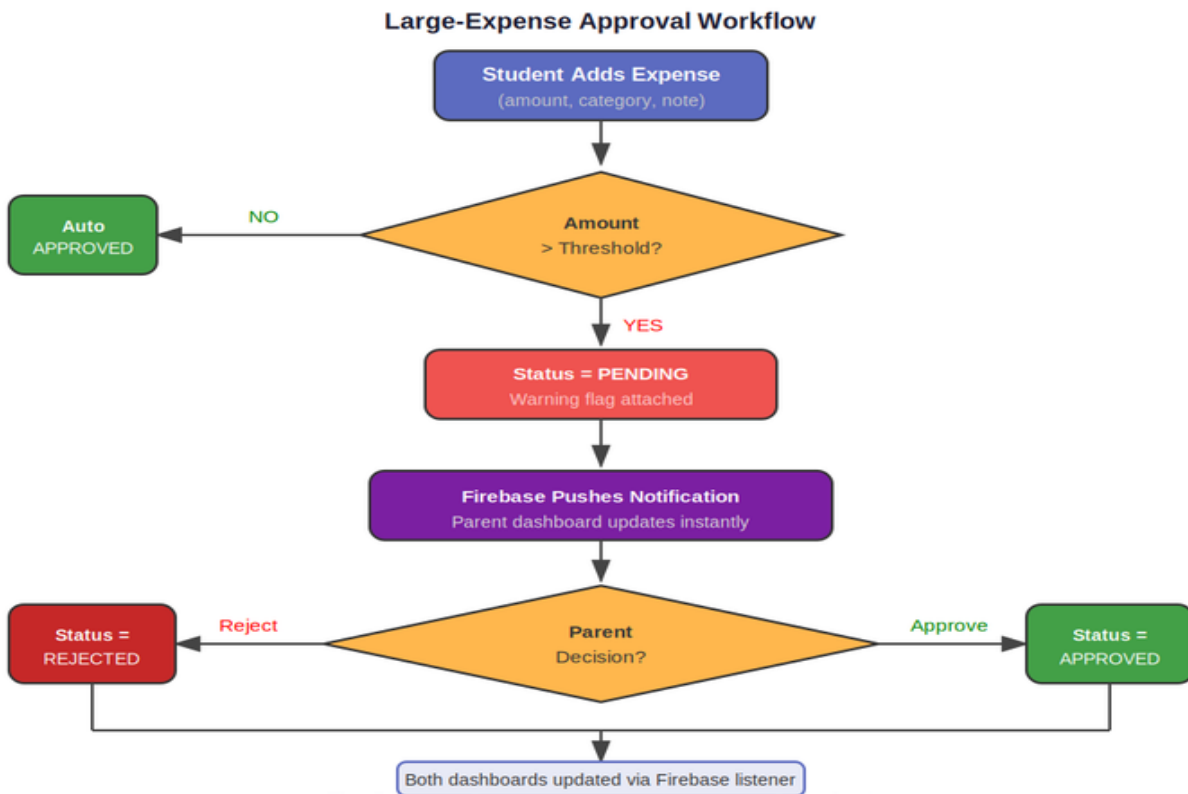 Large-Expense Approval Workflow
Student Adds Expense
(amount, category, note)
Amount
> Threshold?
NO
Auto
APPROVED
YES
Status = PENDING
Warning flag attached
Firebase Pushes Notification
Parent dashboard updates instantly
Parent
Decision?
Reject
Status =
REJECTED
Approve
Status =
APPROVED
Both dashboards updated via Firebase listener